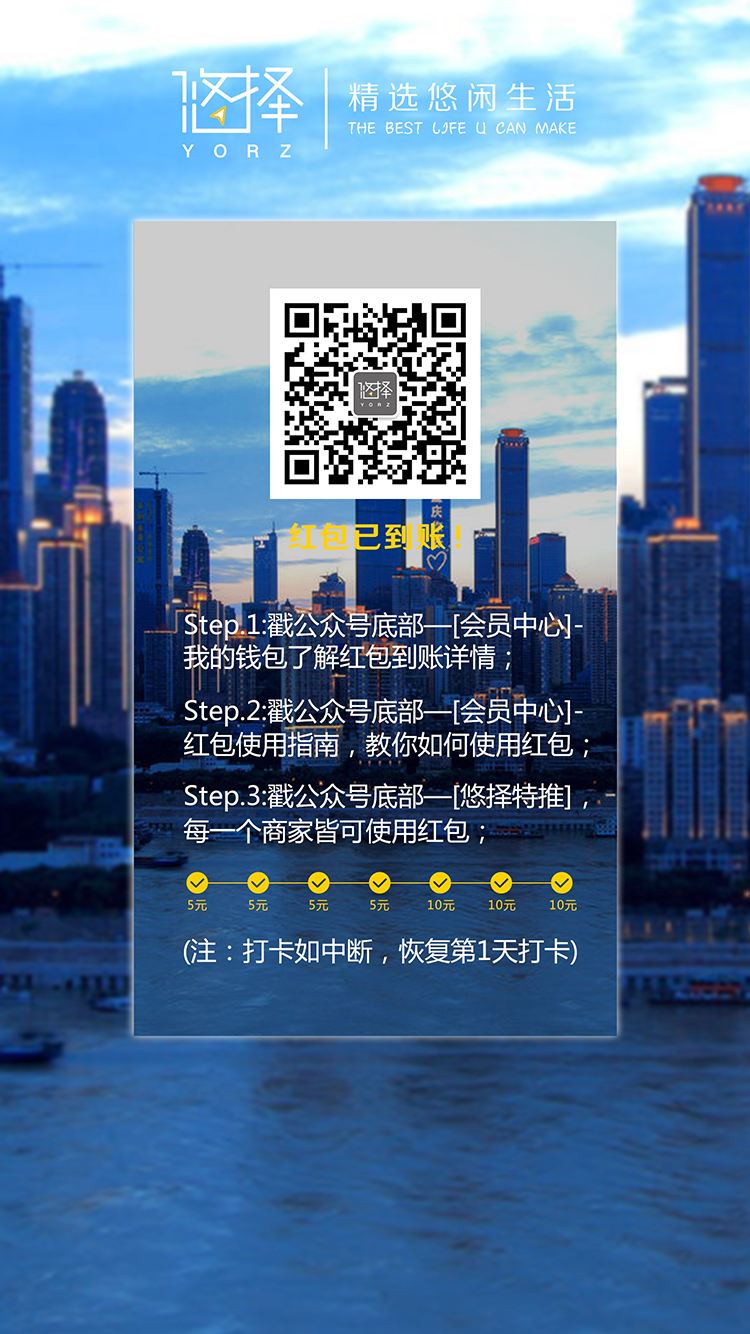 悠择
YORZ
精选悠闲生活
THE BEST LIFE U CAN MAKE
悠择
YORZ
红包已到账！
Step.1:戳公众号底部—[会员中心]-
我的钱包了解红包到账详情；
Step.2:戳公众号底部—[会员中心]-
红包使用指南，教你如何使用红包；
Step.3:戳公众号底部—[悠择特推]，
每一个商家皆可使用红包；
5元 5元 5元 5元 10元 10元 10元
(注：打卡如中断，恢复第1天打卡)